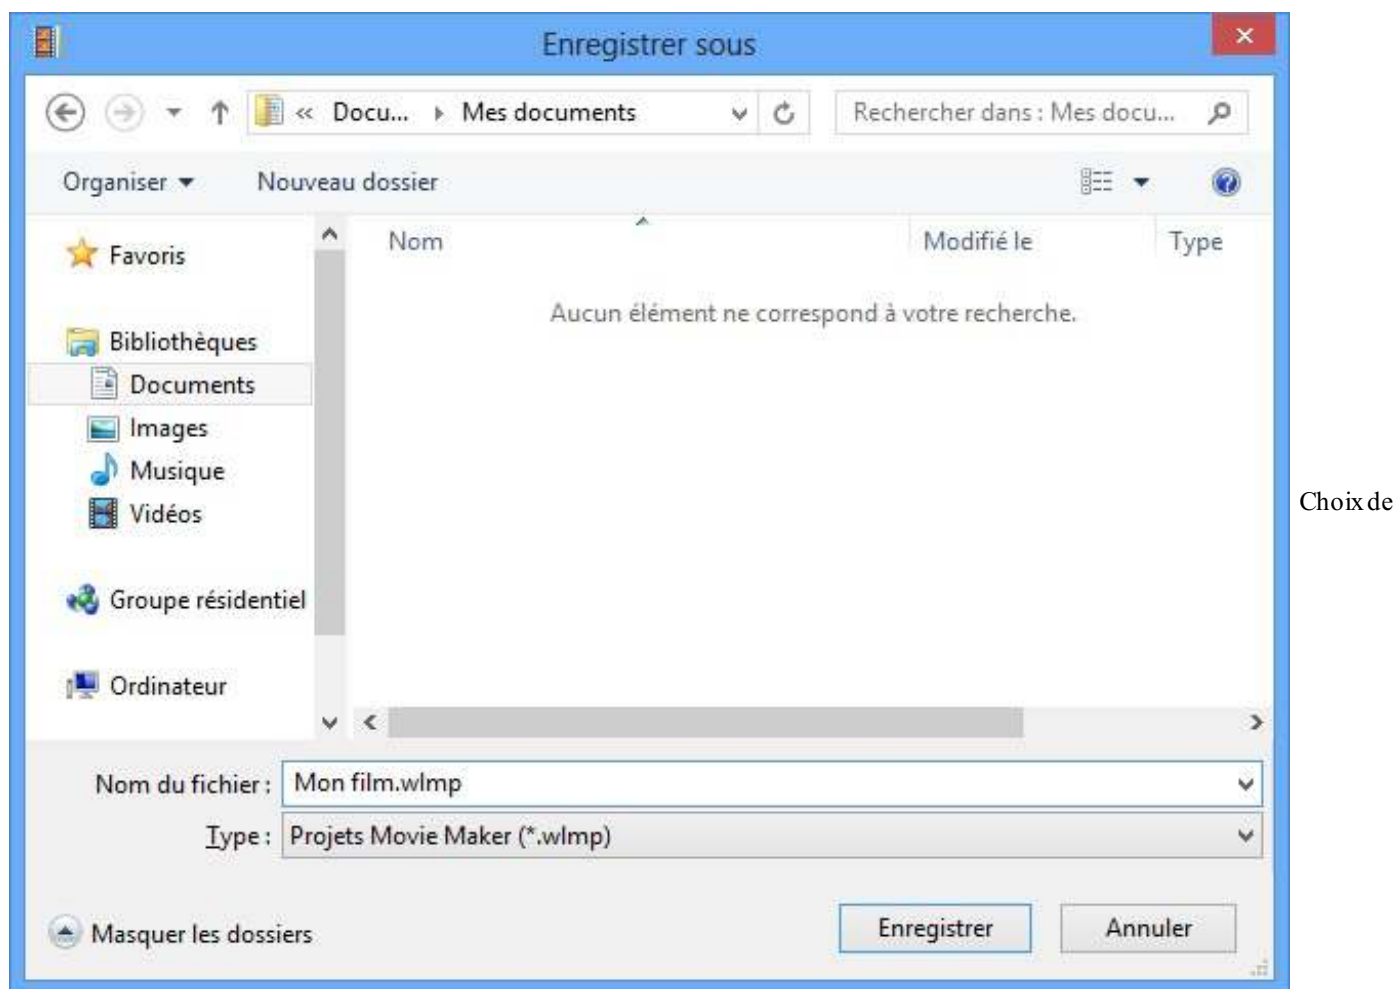 Enregistrer sous
« Docu... Mes documents
Rechercher dans : Mes docu...
Organiser
Nouveau dossier
Nom
Modifié le
Type
Favoris
Aucun élément ne correspond à votre recherche.
Bibliothèques
Documents
Images
Musique
Vidéos
Choix de
Groupe résidentiel
Ordinateur
Nom du fichier : Mon film.wlmp
Type : Projets Movie Maker (*.wlmp)
Masquer les dossiers
Enregistrer
Annuler